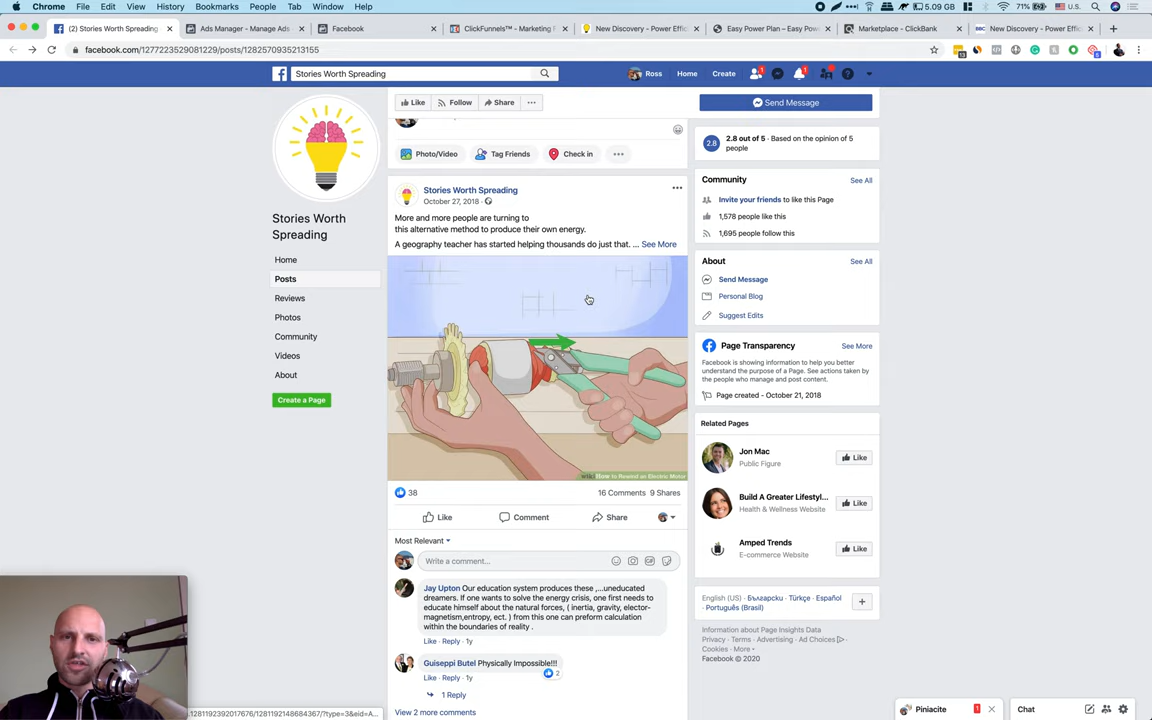 Chrome File Edit View History Bookmarks People Tab Window Help
5.09 GB 71% U.S.
(2) Stories Worth Spreading
Ads Manager - Manage Ads
Facebook
ClickFunnels™ - Marketing F
New Discovery - Power Effic
Easy Power Plan – Easy Pow
Marketplace - ClickBank
New Discovery - Power Effic
facebook.com/1277223529081229/posts/1282570935213155
Stories Worth Spreading
Ross Home Create
Like Follow Share
Send Message
Photo/Video Tag Friends Check in
Stories Worth Spreading
Home
Posts
Reviews
Photos
Community
Videos
About
Create a Page
Stories Worth Spreading
October 27, 2018
More and more people are turning to
this alternative method to produce their own energy.
A geography teacher has started helping thousands do just that. ... See More
wikiHow to Rewind an Electric Motor
38 16 Comments 9 Shares
Like Comment Share
Most Relevant
Write a comment...
Jay Upton Our education system produces these ,...uneducated
dreamers. If one wants to solve the energy crisis, one first needs to
educate himself about the natural forces, ( inertia, gravity, elector-
magnetism,entropy, ect. ) from this one can preform calculation
within the boundaries of reality .
Like · Reply · 1y
Guiseppi Butel Physically Impossible!!!
2
Like · Reply · 1y
1 Reply
View 2 more comments
2.8 2.8 out of 5 · Based on the opinion of 5
people
Community See All
Invite your friends to like this Page
1,578 people like this
1,695 people follow this
About See All
Send Message
Personal Blog
Suggest Edits
Page Transparency See More
Facebook is showing information to help you better
understand the purpose of a Page. See actions taken by
the people who manage and post content.
Page created - October 21, 2018
Related Pages
Jon Mac
Public Figure
Like
Build A Greater Lifestyl...
Health & Wellness Website
Like
Amped Trends
E-commerce Website
Like
English (US) · Български · Türkçe · Español ·
Português (Brasil)
Information about Page Insights Data
Privacy · Terms · Advertising · Ad Choices
Cookies · More
Facebook © 2020
Piniacite 1
Chat